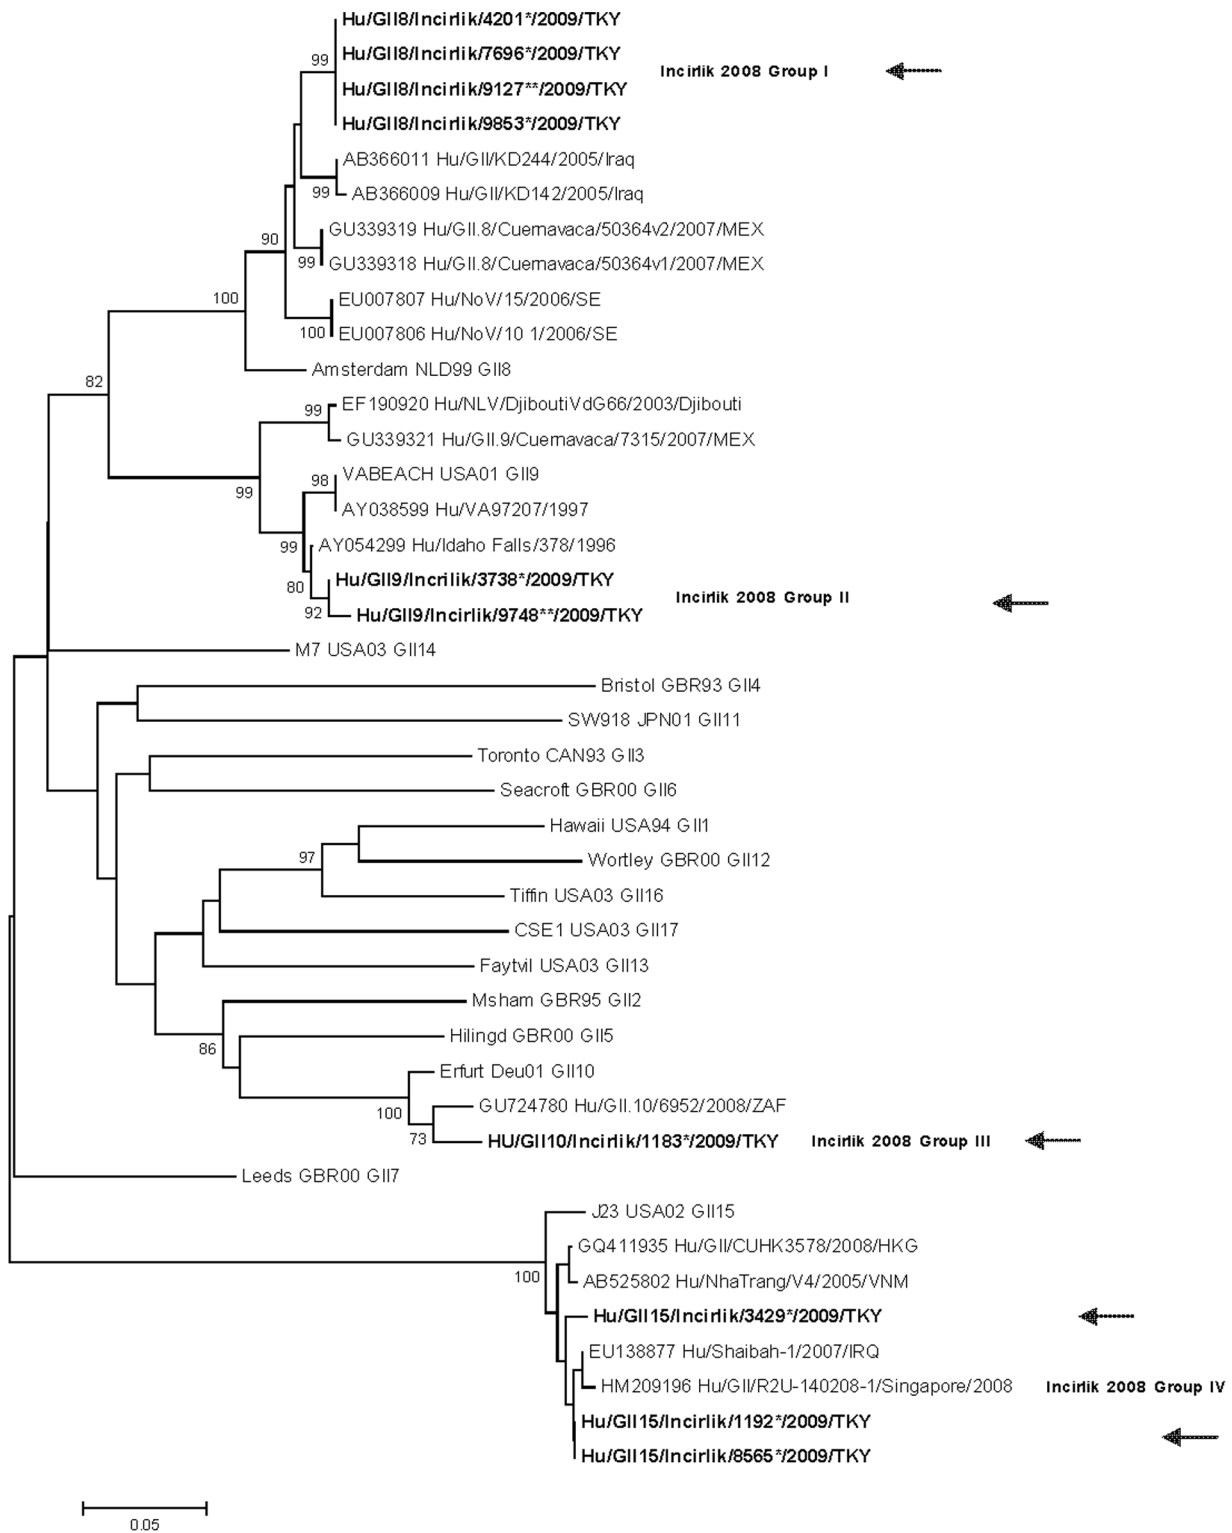 Hu/GII8/Incirlik/4201*/2009/TKY
99
Hu/GII8/Incirlik/7696*/2009/TKY
Incirlik 2008 Group I
Hu/GII8/Incirlik/9127**/2009/TKY
Hu/GII8/Incirlik/9853*/2009/TKY
AB366011 Hu/GII/KD244/2005/Iraq
99
AB366009 Hu/GII/KD142/2005/Iraq
GU339319 Hu/GII.8/Cuernavaca/50364v2/2007/MEX
90
99
GU339318 Hu/GII.8/Cuernavaca/50364v1/2007/MEX
100
EU007807 Hu/NoV/15/2006/SE
100
EU007806 Hu/NoV/10 1/2006/SE
Amsterdam NLD99 GII8
82
99
EF190920 Hu/NLV/DjiboutiVdG66/2003/Djibouti
GU339321 Hu/GII.9/Cuernavaca/7315/2007/MEX
98
VABEACH USA01 GII9
99
AY038599 Hu/VA97207/1997
99
AY054299 Hu/Idaho Falls/378/1996
80
Hu/GII9/Incrilik/3738*/2009/TKY
Incirlik 2008 Group II
92
Hu/GII9/Incirlik/9748**/2009/TKY
M7 USA03 GII14
Bristol GBR93 GII4
SW918 JPN01 GII11
Toronto CAN93 GII3
Seacroft GBR00 GII6
Hawaii USA94 GII1
97
Wortley GBR00 GII12
Tiffin USA03 GII16
CSE1 USA03 GII17
Faytvil USA03 GII13
Msham GBR95 GII2
86
Hilingd GBR00 GII5
Erfurt Deu01 GII10
100
GU724780 Hu/GII.10/6952/2008/ZAF
73
HU/GII10/Incirlik/1183*/2009/TKY
Incirlik 2008 Group III
Leeds GBR00 GII7
J23 USA02 GII15
GQ411935 Hu/GII/CUHK3578/2008/HKG
100
AB525802 Hu/NhaTrang/V4/2005/VNM
Hu/GII15/Incirlik/3429*/2009/TKY
EU138877 Hu/Shaibah-1/2007/IRQ
HM209196 Hu/GII/R2U-140208-1/Singapore/2008
Incirlik 2008 Group IV
Hu/GII15/Incirlik/1192*/2009/TKY
Hu/GII15/Incirlik/8565*/2009/TKY
0.05